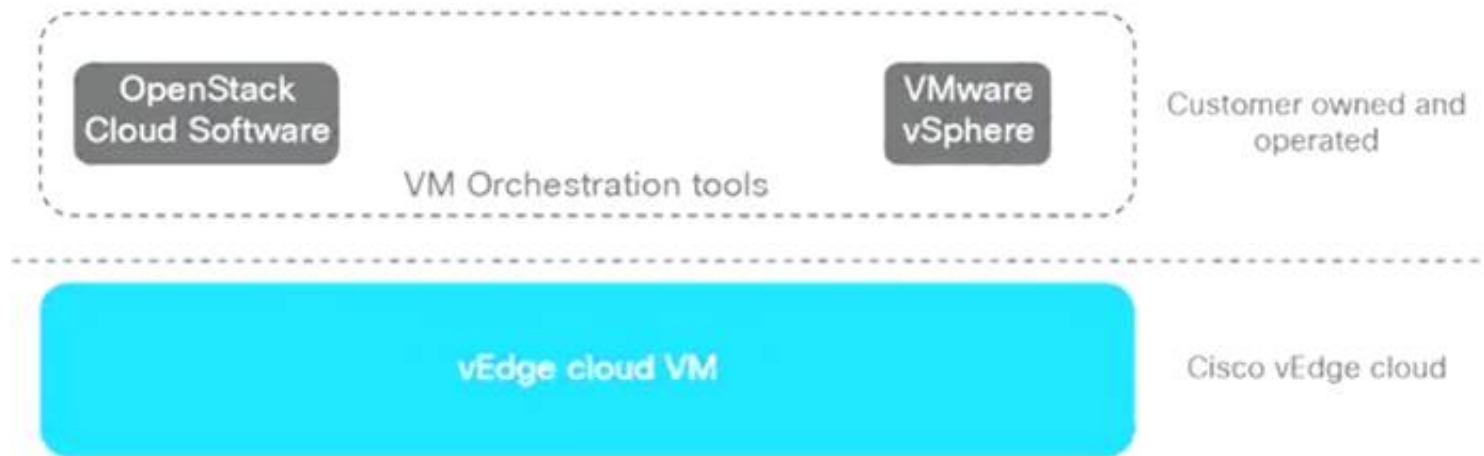 OpenStack
Cloud Software
VMware
vSphere
VM Orchestration tools
Customer owned and
operated
vEdge cloud VM
Cisco vEdge cloud